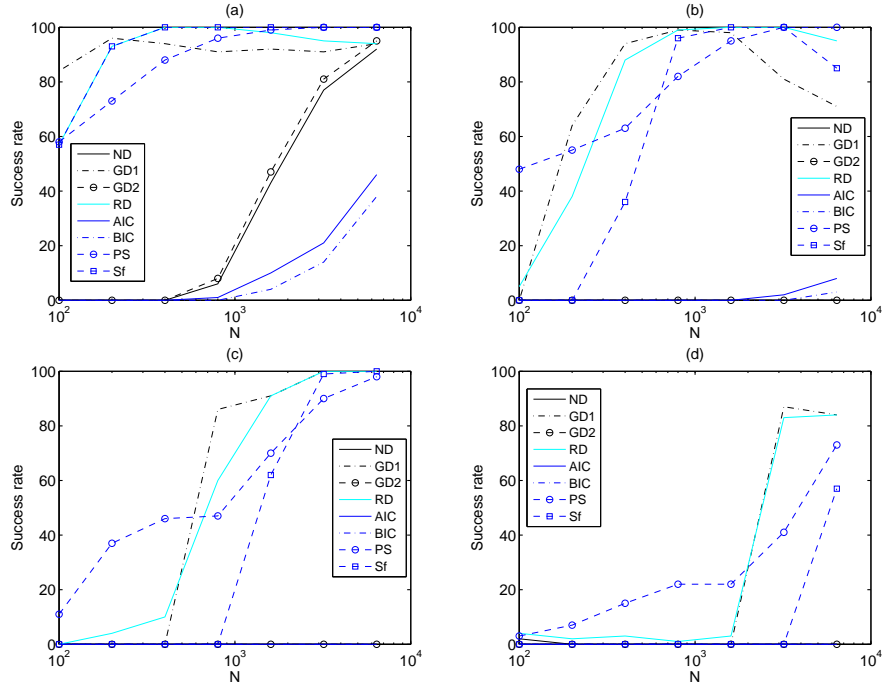 (a)
100
80
60
40
20
0
Success rate
ND
GD1
GD2
RD
AIC
BIC
PS
Sf
10^2
10^3
10^4
N
(b)
100
80
60
40
20
0
Success rate
ND
GD1
GD2
RD
AIC
BIC
PS
Sf
10^2
10^3
10^4
N
(c)
100
80
60
40
20
0
Success rate
ND
GD1
GD2
RD
AIC
BIC
PS
Sf
10^2
10^3
10^4
N
(d)
100
80
60
40
20
0
Success rate
ND
GD1
GD2
RD
AIC
BIC
PS
Sf
10^2
10^3
10^4
N